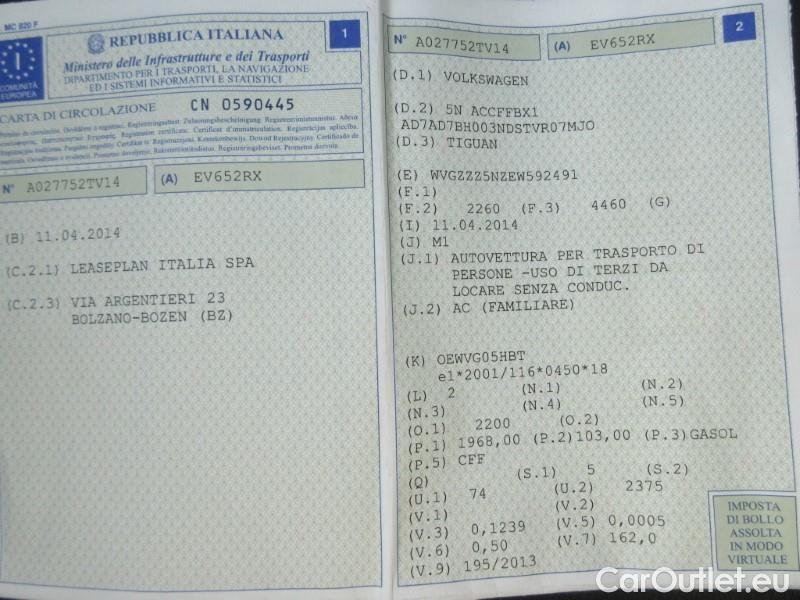 MC 820 F
REPUBBLICA ITALIANA
1
Ministero delle Infrastrutture e dei Trasporti
DIPARTIMENTO PER I TRASPORTI, LA NAVIGAZIONE
ED I SISTEMI INFORMATIVI E STATISTICI
I
COMUNITÀ
EUROPEA
CARTA DI CIRCOLAZIONE CN 0590445
N° A027752TV14 (A) EV652RX
(B) 11.04.2014
(C.2.1) LEASEPLAN ITALIA SPA
(C.2.3) VIA ARGENTIERI 23
BOLZANO-BOZEN (BZ)
N° A027752TV14 (A) EV652RX
2
(D.1) VOLKSWAGEN
(D.2) 5N ACCFFBX1
AD7AD7BH003NDSTVR07MJO
(D.3) TIGUAN
(E) WVGZZZ5NZEW592491
(F.1)
(F.2) 2260 (F.3) 4460 (G)
(I) 11.04.2014
(J) M1
(J.1) AUTOVETTURA PER TRASPORTO DI
PERSONE -USO DI TERZI DA
LOCARE SENZA CONDUC.
(J.2) AC (FAMILIARE)
(K) OEWVG05HBT
e1*2001/116*0450*18
(L) 2 (N.1) (N.2)
(N.3) (N.4) (N.5)
(O.1) 2200 (O.2)
(P.1) 1968,00 (P.2)103,00 (P.3)GASOL
(P.5) CFF
(Q) (S.1) 5 (S.2)
(U.1) 74 (U.2) 2375
(V.1) (V.2)
(V.3) 0,1239 (V.5) 0,0005
(V.6) 0,50 (V.7) 162,0
(V.9) 195/2013
IMPOSTA
DI BOLLO
ASSOLTA
IN MODO
VIRTUALE
CarOutlet.eu